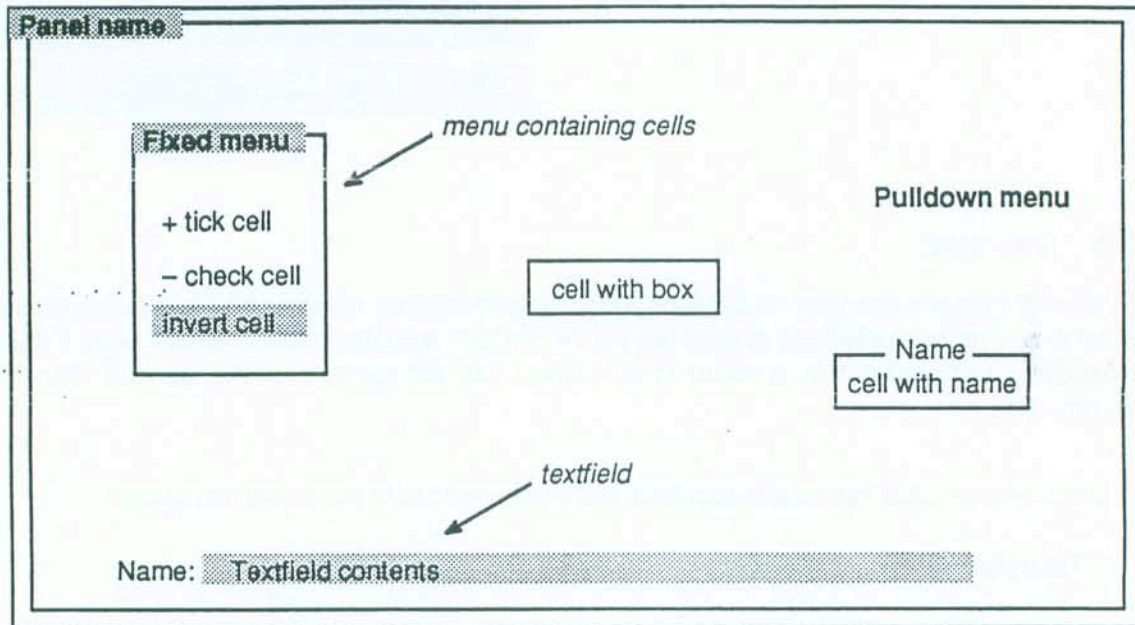 Panel name
Fixed menu
menu containing cells
+ tick cell
– check cell
invert cell
Pulldown menu
cell with box
Name
cell with name
textfield
Name: Textfield contents